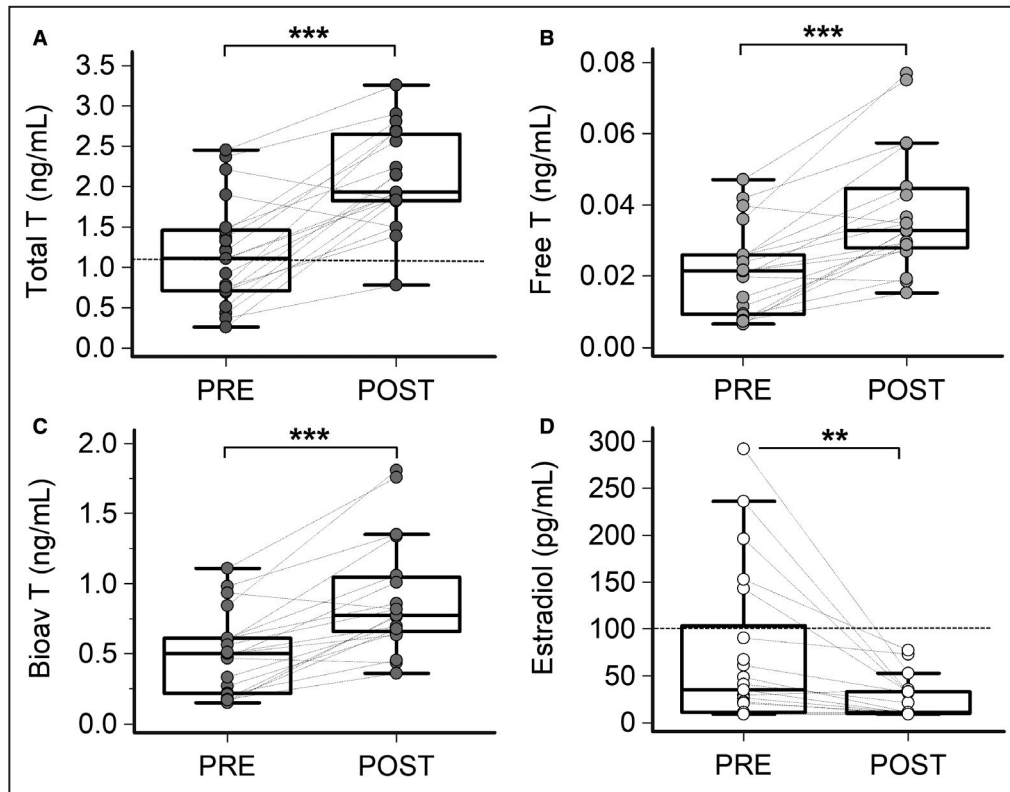 A
***
Total T (ng/mL)
3.5
3.0
2.5
2.0
1.5
1.0
0.5
0.0
PRE
POST
B
***
Free T (ng/mL)
0.08
0.06
0.04
0.02
0.00
PRE
POST
C
***
Bioav T (ng/mL)
2.0
1.5
1.0
0.5
0.0
PRE
POST
D
**
Estradiol (pg/mL)
300
250
200
150
100
50
0
PRE
POST